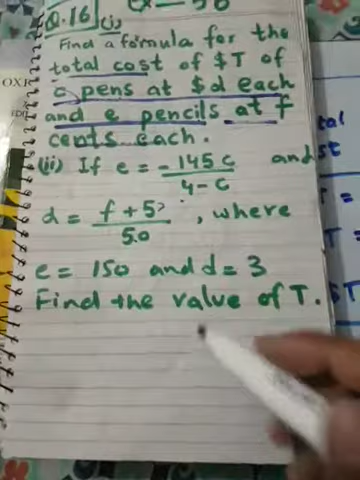 Q.16 (i)
Find a formula for the
total cost of $T of
c pens at $d each
and e pencils at f
cents each.
(ii) If e = -145c / 4-c and
d = f+5 / 50, where
e = 150 and d = 3
Find the value of T.